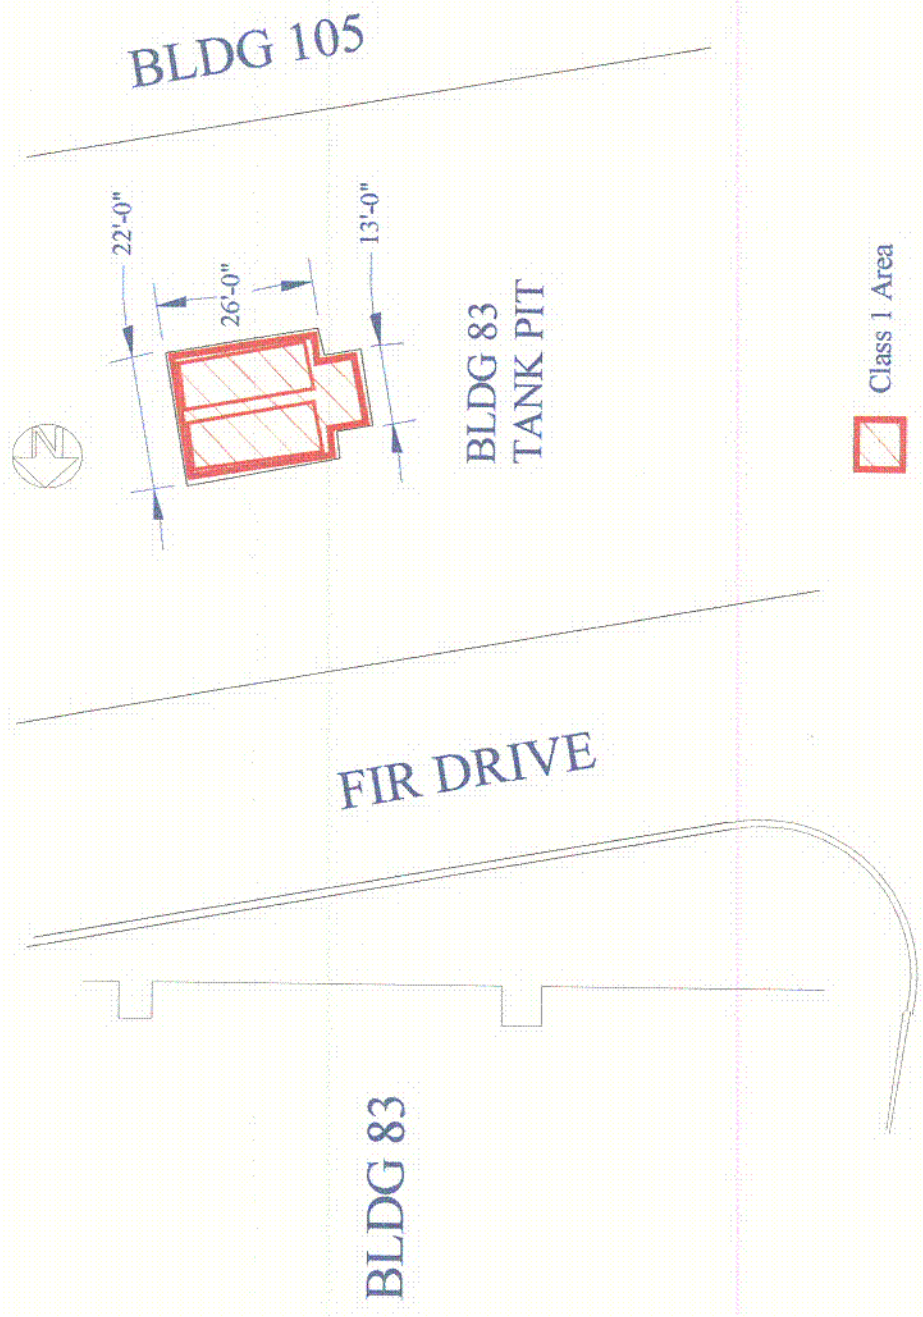 BLDG 105
22'-0"
26'-0"
13'-0"
N
BLDG 83
TANK PIT
Class 1 Area
FIR DRIVE
BLDG 83